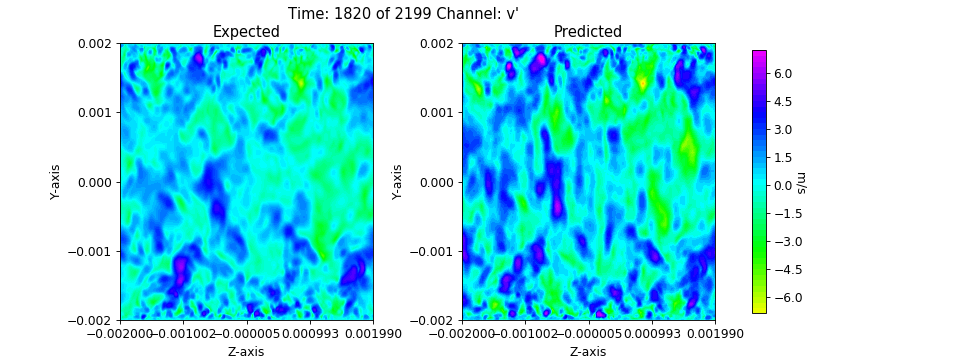 Time: 1820 of 2199 Channel: v'
Expected
Predicted
0.002
0.001
0.000
−0.001
−0.002
Y-axis
−0.002000 −0.001002 −0.000005 0.000993 0.001990
Z-axis
0.002
0.001
0.000
−0.001
−0.002
Y-axis
−0.002000 −0.001002 −0.000005 0.000993 0.001990
Z-axis
6.0
4.5
3.0
1.5
0.0
−1.5
−3.0
−4.5
−6.0
m/s